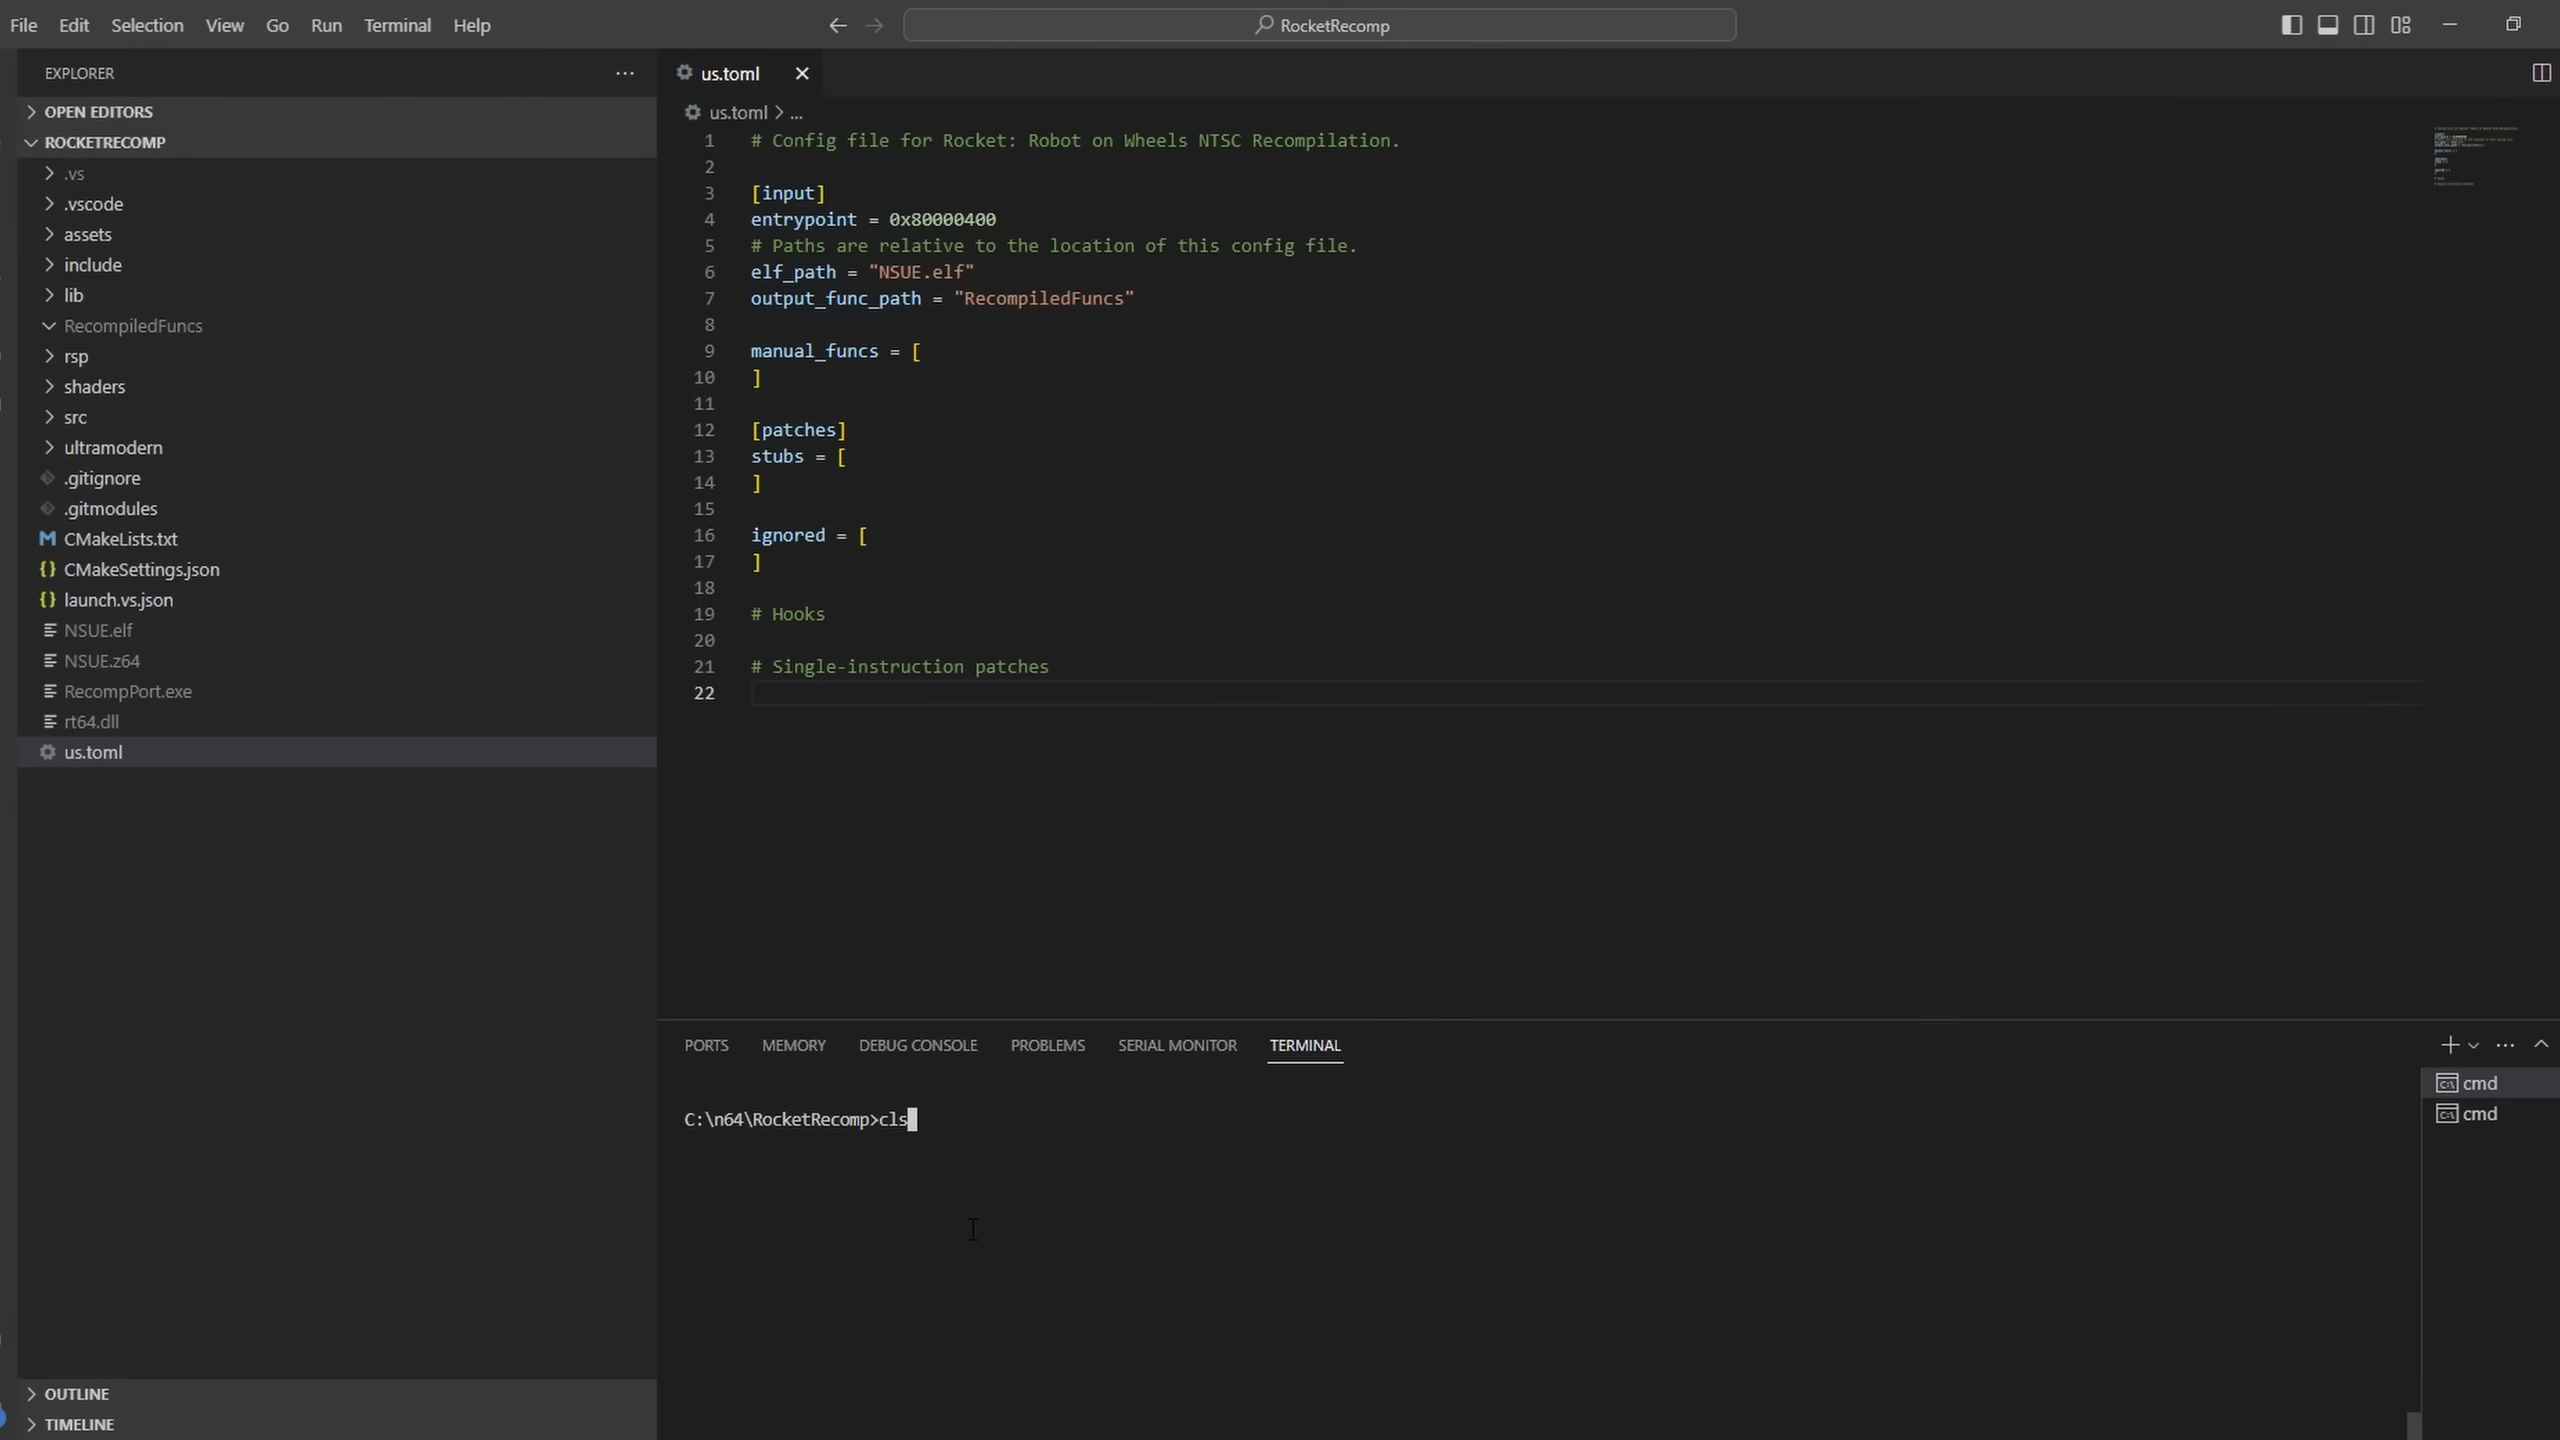 File Edit Selection View Go Run Terminal Help
RocketRecomp
EXPLORER
OPEN EDITORS
ROCKETRECOMP
.vs
.vscode
assets
include
lib
RecompiledFuncs
rsp
shaders
src
ultramodern
.gitignore
.gitmodules
CMakeLists.txt
CMakeSettings.json
launch.vs.json
NSUE.elf
NSUE.z64
RecompPort.exe
rt64.dll
us.toml
OUTLINE
TIMELINE
us.toml
us.toml > ...
1 # Config file for Rocket: Robot on Wheels NTSC Recompilation.
2
3 [input]
4 entrypoint = 0x80000400
5 # Paths are relative to the location of this config file.
6 elf_path = "NSUE.elf"
7 output_func_path = "RecompiledFuncs"
8
9 manual_funcs = [
10 ]
11
12 [patches]
13 stubs = [
14 ]
15
16 ignored = [
17 ]
18
19 # Hooks
20
21 # Single-instruction patches
22
PORTS MEMORY DEBUG CONSOLE PROBLEMS SERIAL MONITOR TERMINAL
C:\n64\RocketRecomp>cls
cmd
cmd